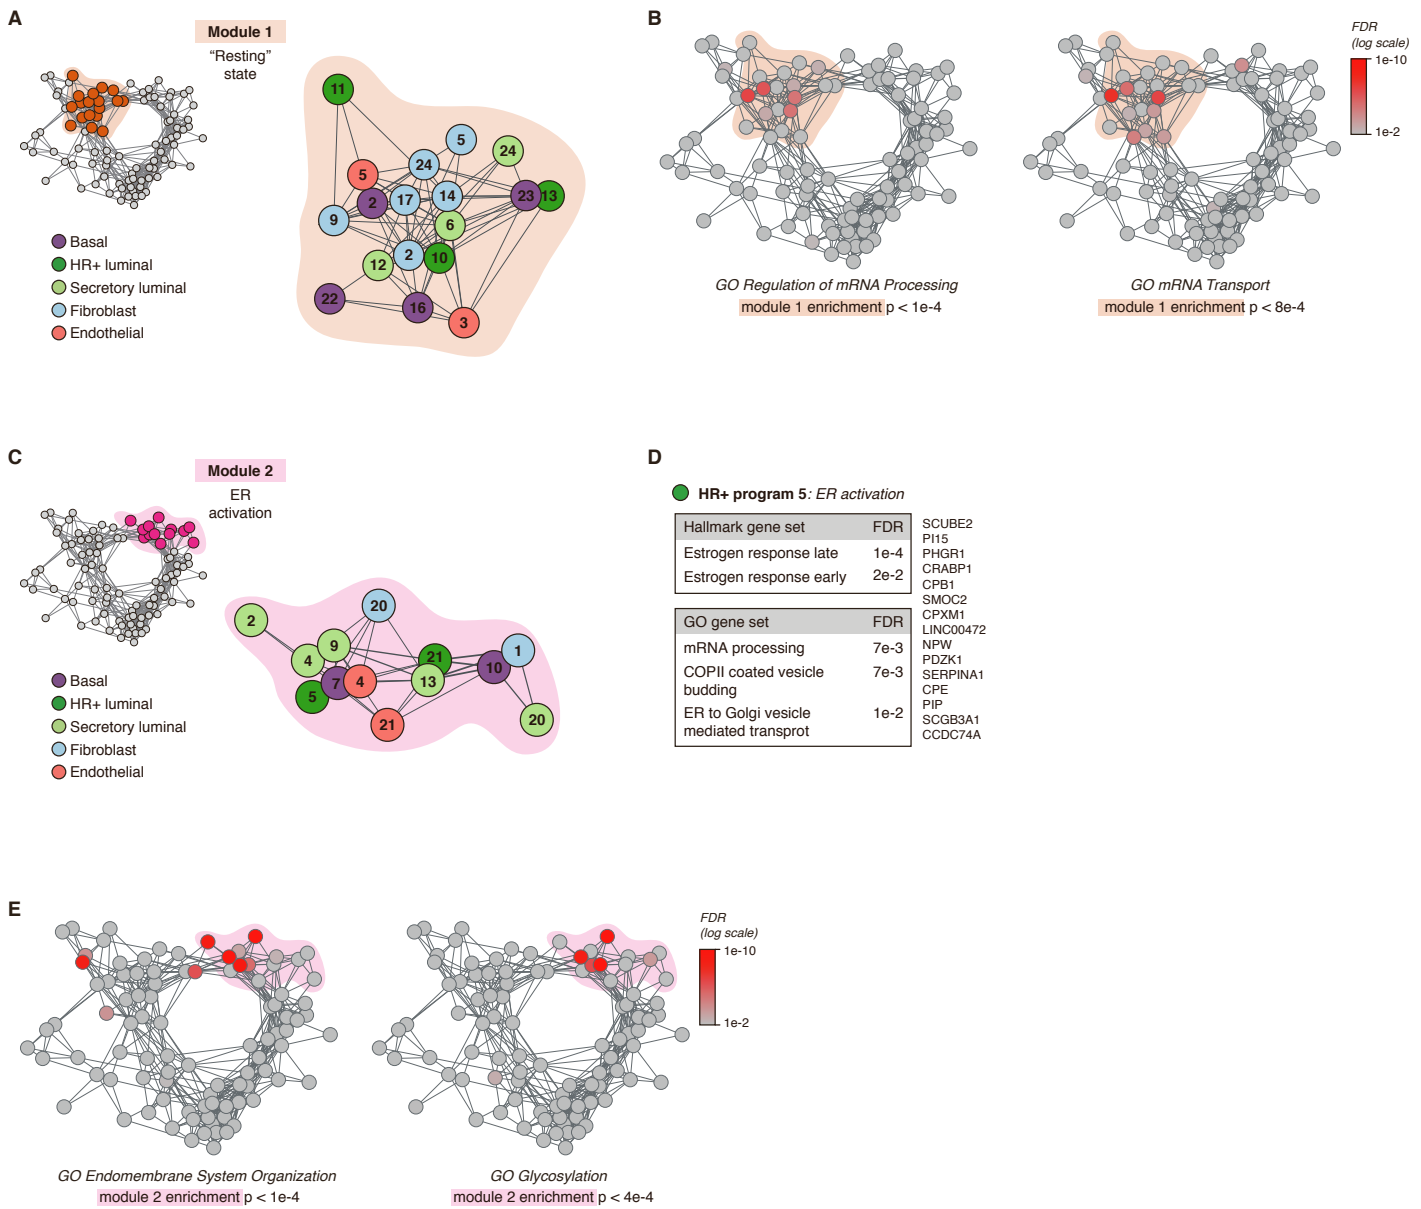 A
Module 1
“Resting”
state
11
5
24
24
5
2
17
14
23
13
9
6
2
10
12
22
16
3
Basal
HR+ luminal
Secretory luminal
Fibroblast
Endothelial
B
FDR
(log scale)
1e-10
1e-2
GO Regulation of mRNA Processing
module 1 enrichment p < 1e-4
GO mRNA Transport
module 1 enrichment p < 8e-4
C
Module 2
ER
activation
20
2
9
21
1
4
10
7
4
13
5
21
20
Basal
HR+ luminal
Secretory luminal
Fibroblast
Endothelial
D
HR+ program 5: ER activation
Hallmark gene set FDR
Estrogen response late 1e-4
Estrogen response early 2e-2
GO gene set FDR
mRNA processing 7e-3
COPII coated vesicle 7e-3
budding
ER to Golgi vesicle 1e-2
mediated transprot
SCUBE2
PI15
PHGR1
CRABP1
CPB1
SMOC2
CPXM1
LINC00472
NPW
PDZK1
SERPINA1
CPE
PIP
SCGB3A1
CCDC74A
E
FDR
(log scale)
1e-10
1e-2
GO Endomembrane System Organization
module 2 enrichment p < 1e-4
GO Glycosylation
module 2 enrichment p < 4e-4